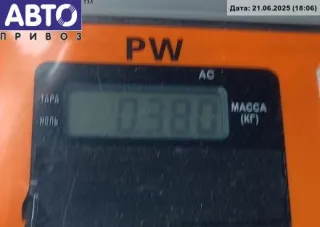 АВТО
ПРИВОЗ
Дата: 21.06.2025 (18:06)
PW
AC
ТАРА
НОЛЬ
0.380
МАССА
(КГ)